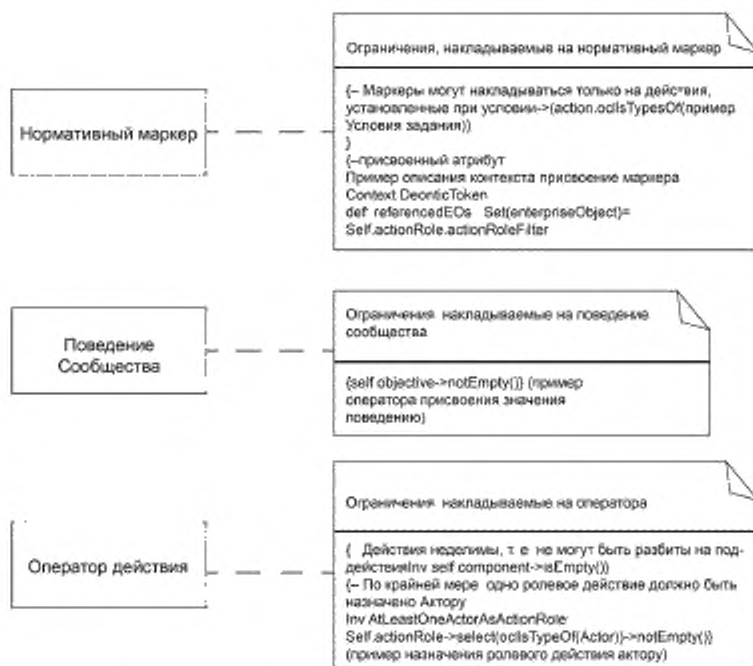 Ограничения, накладываемые на нормативный маркер
Нормативный маркер
{– Маркеры могут накладываться только на действия,
установленные при условии->(action.oclIsTypesOf(пример
Условия задания))
}
{–присвоенный атрибут
Пример описания контекста присвоение маркера
Context DeonticToken
def referencedEOs Set(enterpriseObject)=
Self.actionRole.actionRoleFilter
Поведение
Сообщества
Ограничения накладываемые на поведение
сообщества
{self objective->notEmpty()} (пример
оператора присвоения значения
поведению)
Оператор действия
Ограничения накладываемые на оператора
{ Действия неделимы, т. е не могут быть разбиты на под-
действияInv self component->isEmpty()}
{– По крайней мере одно ролевое действие должно быть
назначено Актору
Inv AtLeastOneActorAsActionRole
Self.actionRole->select(oclIsTypeOf(Actor))->notEmpty()}
(пример назначения ролевого действия актору)